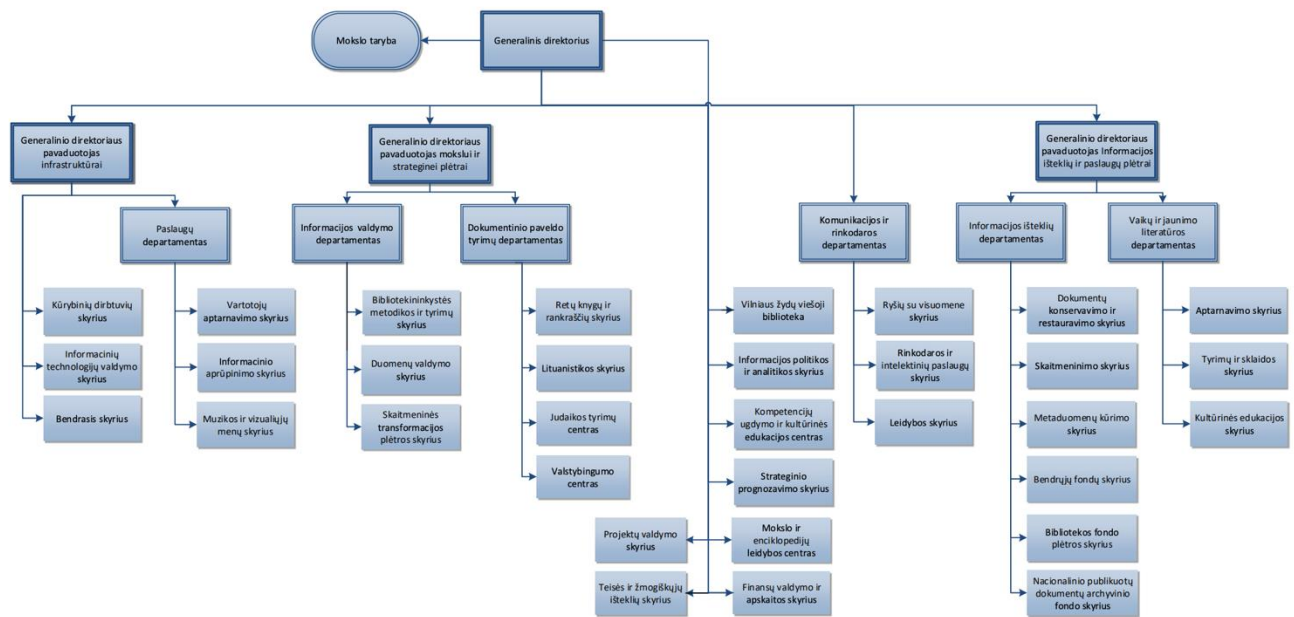 Mokslo taryba
Generalinis direktorius
Generalinio direktoriaus
pavaduotojas
infrastruktūrai
Generalinio direktoriaus
pavaduotojas mokslui ir
strateginei plėtrai
Generalinio direktoriaus
pavaduotojas Informacijos
išteklių ir paslaugų plėtrai
Paslaugų
departamentas
Informacijos valdymo
departamentas
Dokumentinio paveldo
tyrimų departamentas
Komunikacijos ir
rinkodaros
departamentas
Informacijos išteklių
departamentas
Vaikų ir jaunimo
literatūros
departamentas
Kūrybinių dirbtuvių
skyrius
Informacinių
technologijų valdymo
skyrius
Bendrasis skyrius
Vartotojų
aptarnavimo skyrius
Informacinio
aprūpinimo skyrius
Muzikos ir vizualiųjų
menų skyrius
Bibliotekininkystės
metodikos ir tyrimų
skyrius
Duomenų valdymo
skyrius
Skaitmeninės
transformacijos
plėtros skyrius
Retų knygų ir
rankraščių skyrius
Lituanistikos skyrius
Judaikos tyrimų
centras
Valstybingumo
centras
Vilniaus žydų viešoji
biblioteka
Informacijos politikos
ir analitikos skyrius
Kompetencijų
ugdymo ir kultūrinės
edukacijos centras
Strateginio
prognozavimo skyrius
Projektų valdymo
skyrius
Mokslo ir
enciklopedijų
leidybos centras
Teisės ir žmogiškųjų
išteklių skyrius
Finansų valdymo ir
apskaitos skyrius
Ryšių su visuomene
skyrius
Rinkodaros ir
intelektinių paslaugų
skyrius
Leidybos skyrius
Dokumentų
konservavimo ir
restauravimo skyrius
Skaitmeninimo
skyrius
Metaduomenų kūrimo
skyrius
Bendrųjų fondų
skyrius
Bibliotekos fondo
plėtros skyrius
Nacionalinio publikuotų
dokumentų archyvinio
fondo skyrius
Aptarnavimo skyrius
Tyrimų ir sklaidos
skyrius
Kultūrinės edukacijos
skyrius